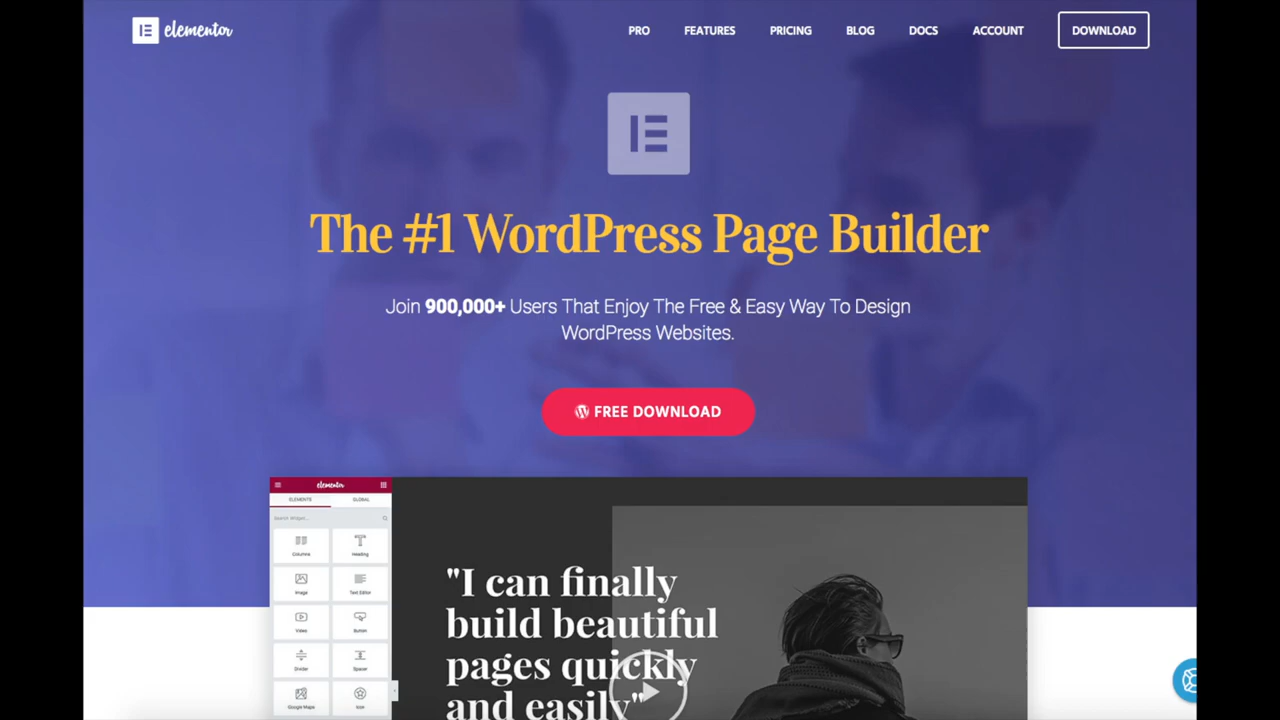 elementor
PRO FEATURES PRICING BLOG DOCS ACCOUNT DOWNLOAD
The #1 WordPress Page Builder
Join 900,000+ Users That Enjoy The Free & Easy Way To Design
WordPress Websites.
FREE DOWNLOAD
elementor
ELEMENTS GLOBAL
Search Widget...
Columns Heading
Image Text Editor
Video Button
Divider Spacer
Google Maps Icon
"I can finally
build beautiful
pages quickly
and easily"